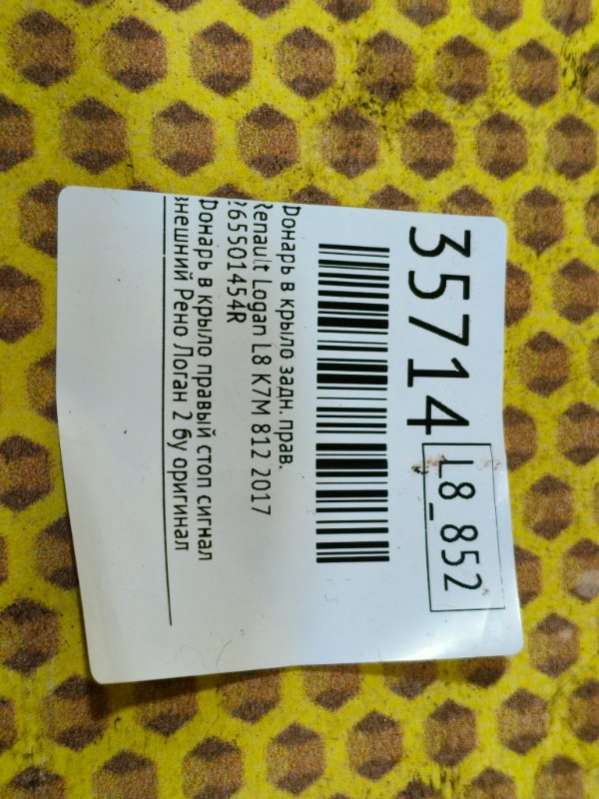 35714
L8_852
Фонарь в крыло задн. прав.
Renault Logan L8 K7M 812 2017
265501454R
Фонарь в крыло правый стоп сигнал
внешний Рено Логан 2 бу оригинал